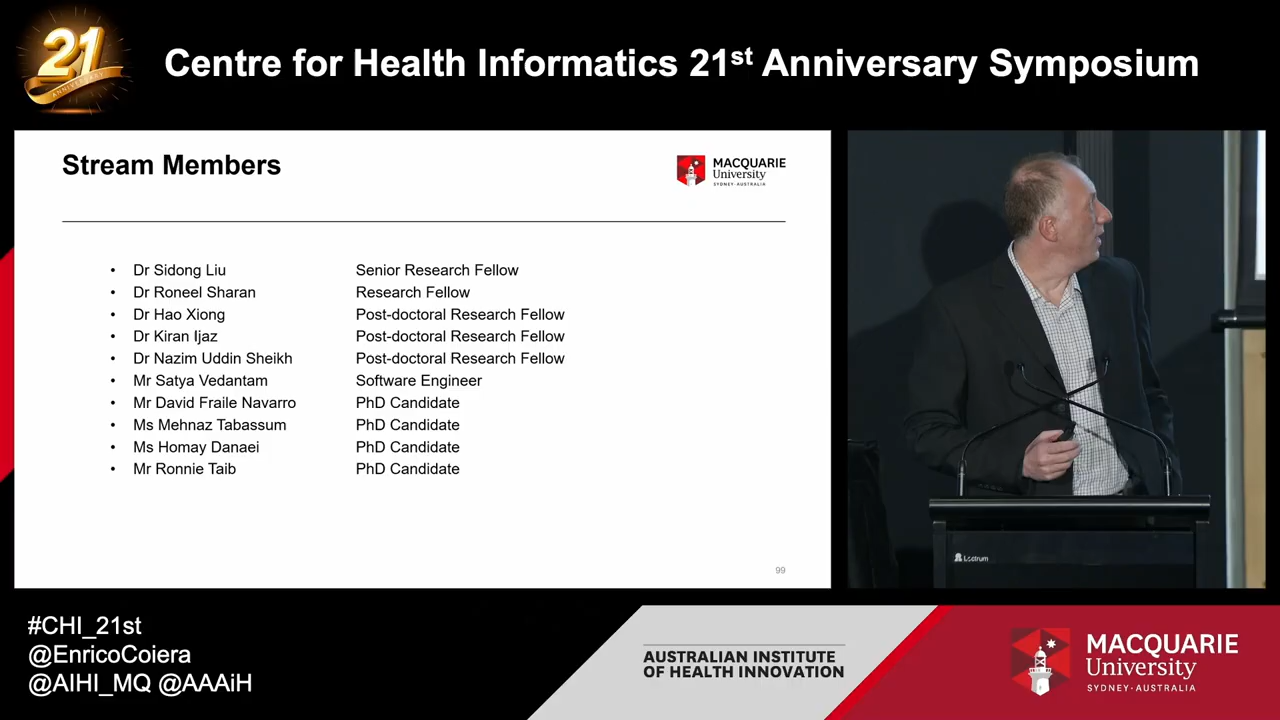 21
ANNIVERSARY
Centre for Health Informatics 21st Anniversary Symposium
Stream Members
MACQUARIE
University
SYDNEY·AUSTRALIA
• Dr Sidong Liu Senior Research Fellow
• Dr Roneel Sharan Research Fellow
• Dr Hao Xiong Post-doctoral Research Fellow
• Dr Kiran Ijaz Post-doctoral Research Fellow
• Dr Nazim Uddin Sheikh Post-doctoral Research Fellow
• Mr Satya Vedantam Software Engineer
• Mr David Fraile Navarro PhD Candidate
• Ms Mehnaz Tabassum PhD Candidate
• Ms Homay Danaei PhD Candidate
• Mr Ronnie Taib PhD Candidate
99
Lectrum
#CHI_21st
@EnricoCoiera
@AIHI_MQ @AAAiH
AUSTRALIAN INSTITUTE
OF HEALTH INNOVATION
MACQUARIE
University
SYDNEY·AUSTRALIA